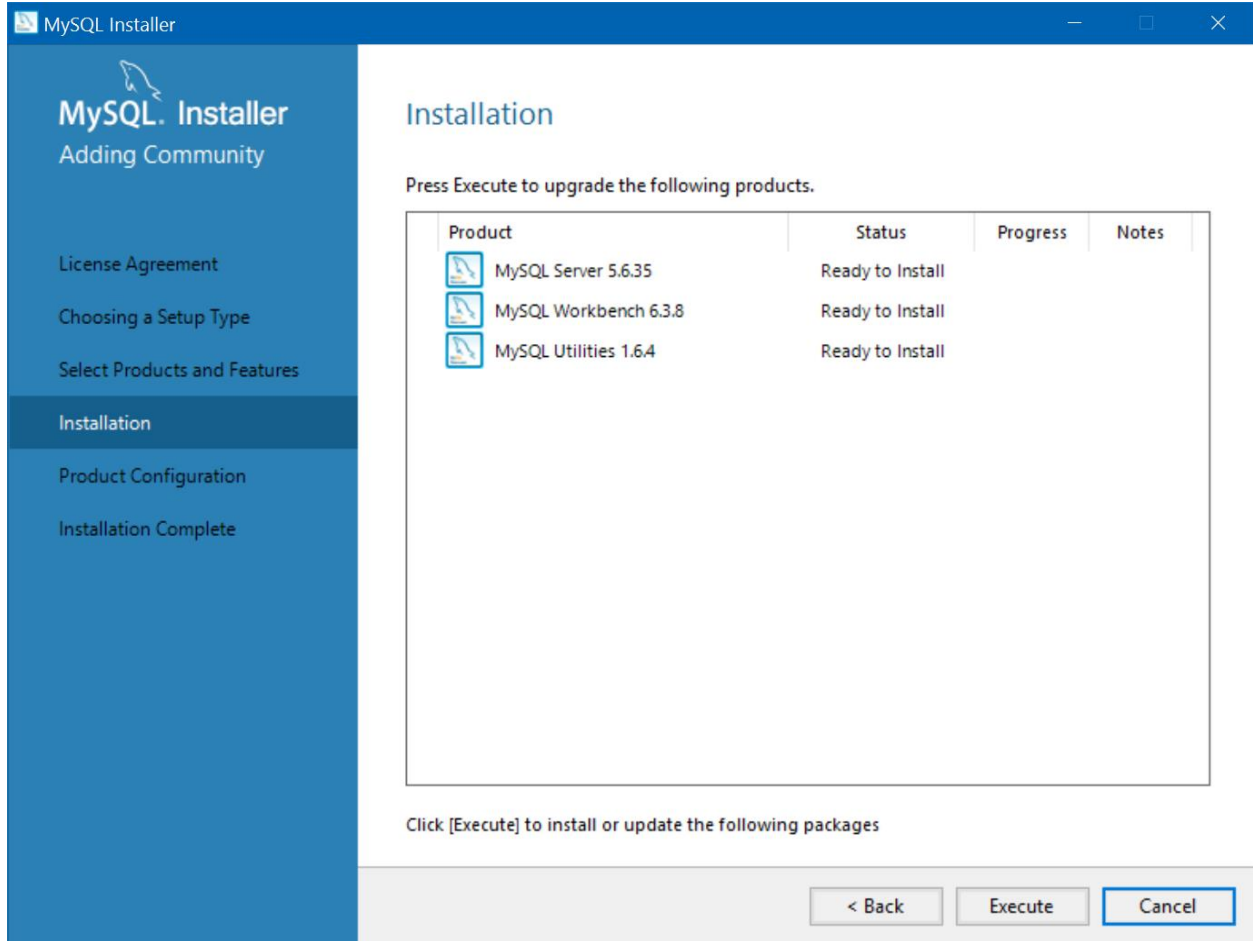 MySQL Installer
MySQL. Installer
Adding Community
License Agreement
Choosing a Setup Type
Select Products and Features
Installation
Product Configuration
Installation Complete
Installation
Press Execute to upgrade the following products.
Product Status Progress Notes
MySQL Server 5.6.35 Ready to Install
MySQL Workbench 6.3.8 Ready to Install
MySQL Utilities 1.6.4 Ready to Install
Click [Execute] to install or update the following packages
< Back Execute Cancel